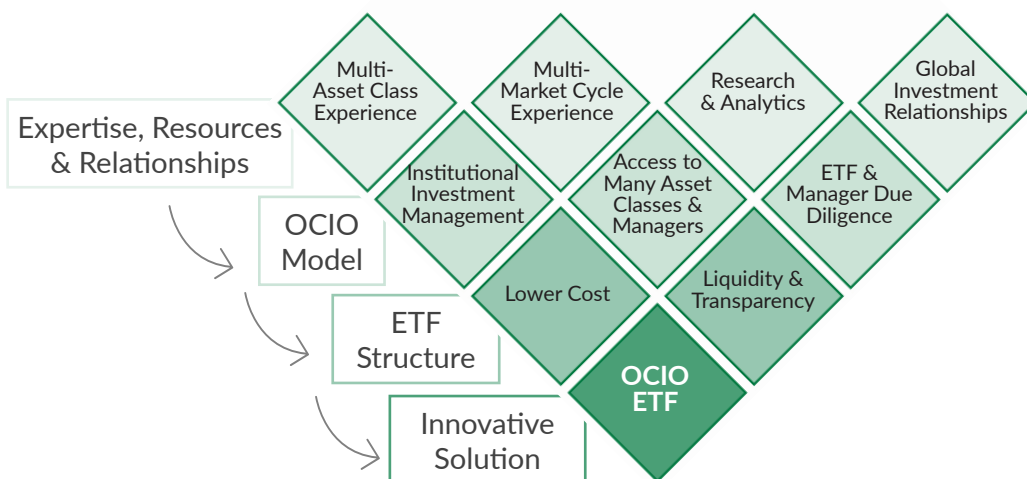 Multi-
Asset Class
Experience
Multi-
Market Cycle
Experience
Research
& Analytics
Global
Investment
Relationships
Expertise, Resources
& Relationships
Institutional
Investment
Management
Access to
Many Asset
Classes &
Managers
ETF &
Manager Due
Diligence
OCIO
Model
Lower Cost
Liquidity &
Transparency
ETF
Structure
OCIO
ETF
Innovative
Solution